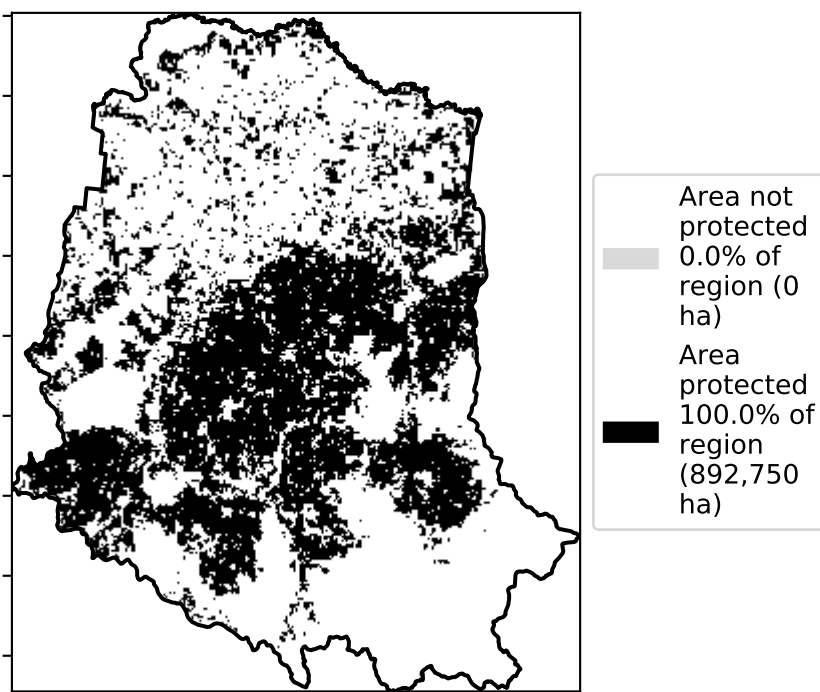 Area not
protected
0.0% of
region (0
ha)
Area
protected
100.0% of
region
(892,750
ha)